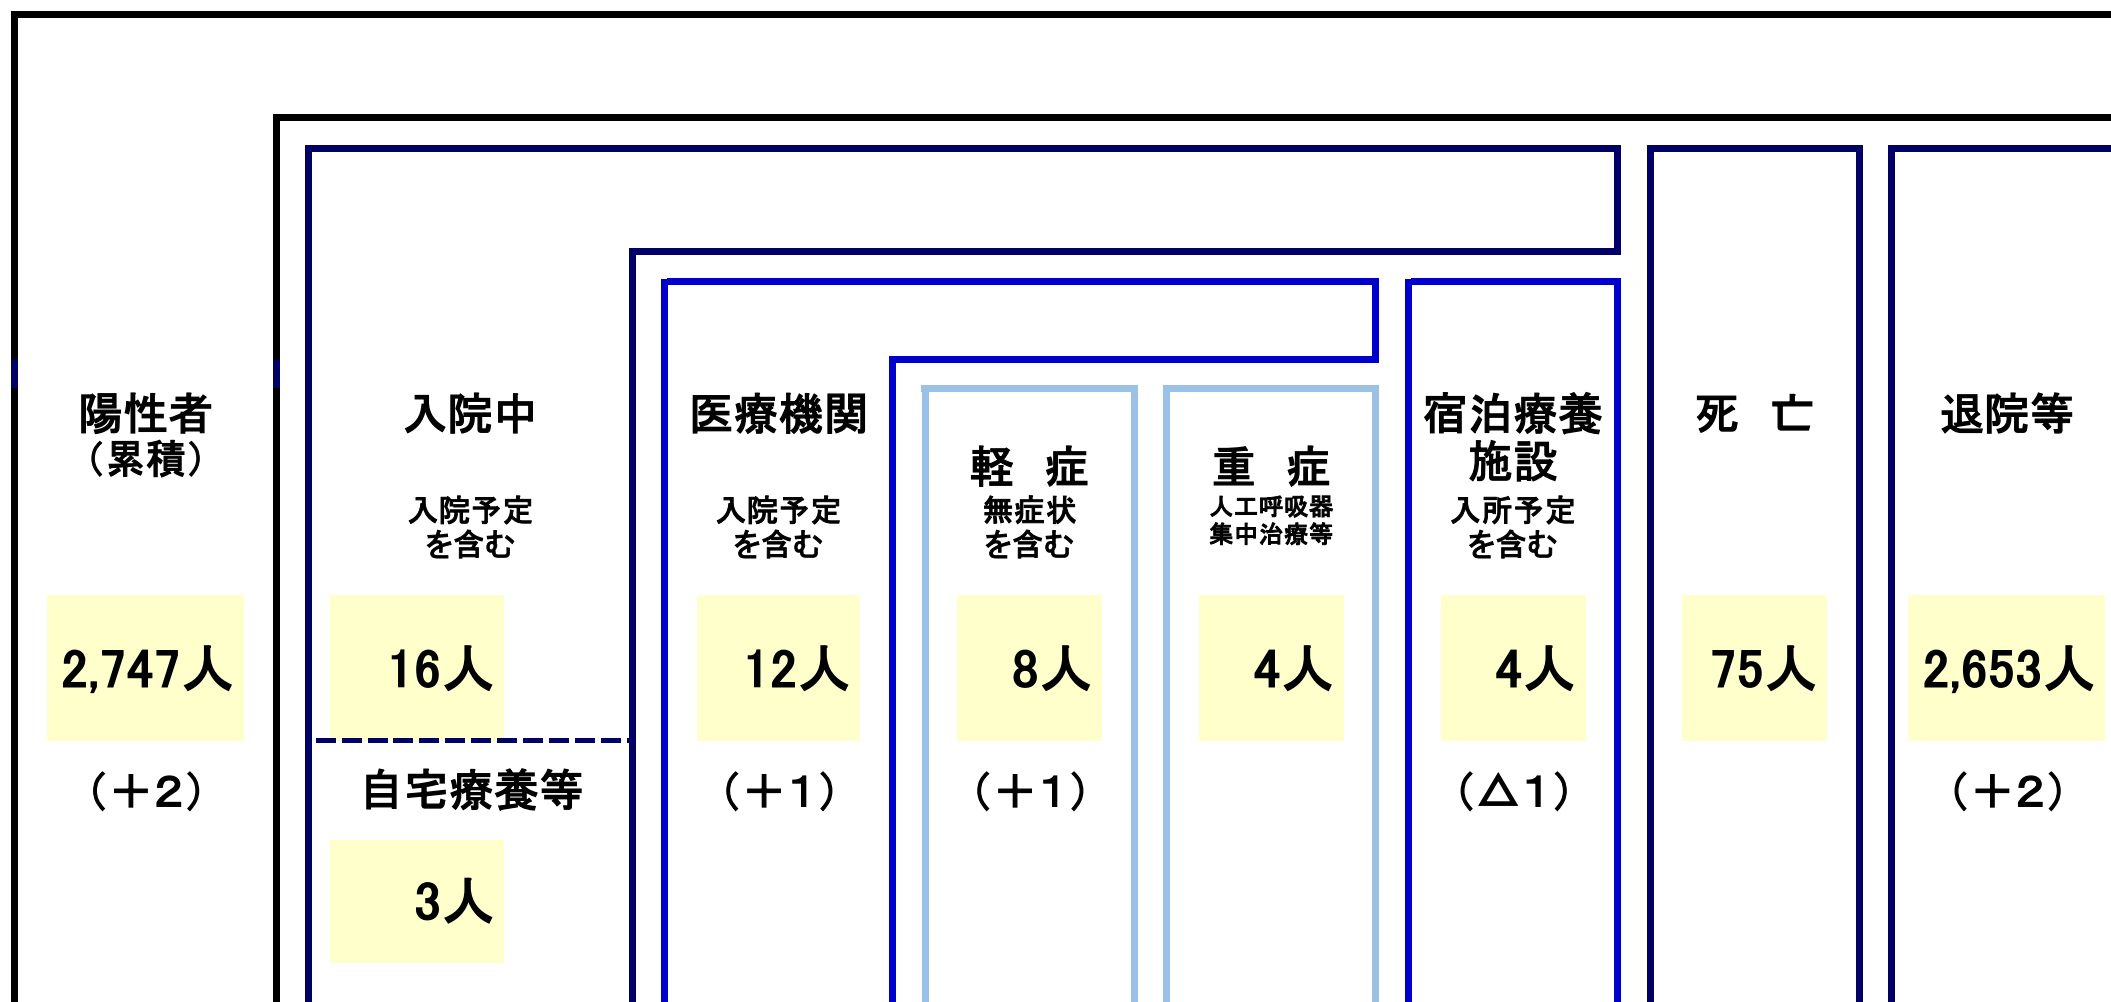 陽性者
（累積）
2,747人
（＋2）
入院中
入院予定
を含む
16人
自宅療養等
3人
医療機関
入院予定
を含む
12人
（＋1）
軽 症
無症状
を含む
8人
（＋1）
重 症
人工呼吸器
集中治療等
4人
宿泊療養
施設
入所予定
を含む
4人
（△1）
死 亡
75人
退院等
2,653人
（＋2）